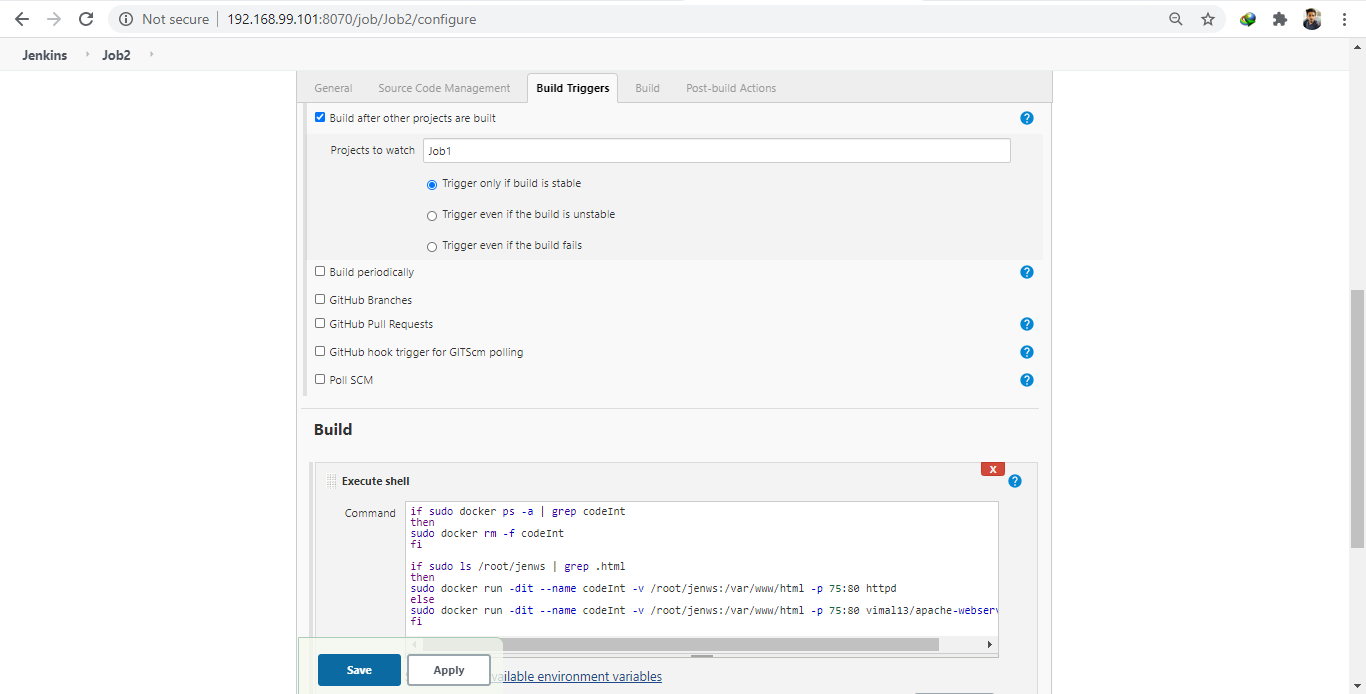 Not secure | 192.168.99.101:8070/job/Job2/configure
Jenkins Job2
General Source Code Management Build Triggers Build Post-build Actions
Build after other projects are built ?
Projects to watch Job1
Trigger only if build is stable
Trigger even if the build is unstable
Trigger even if the build fails
Build periodically ?
GitHub Branches
GitHub Pull Requests ?
GitHub hook trigger for GITScm polling ?
Poll SCM ?
Build
X
Execute shell ?
Command
if sudo docker ps -a | grep codeInt
then
sudo docker rm -f codeInt
fi
if sudo ls /root/jenws | grep .html
then
sudo docker run -dit --name codeInt -v /root/jenws:/var/www/html -p 75:80 httpd
else
sudo docker run -dit --name codeInt -v /root/jenws:/var/www/html -p 75:80 vimal13/apache-webserv
fi
Save Apply
ailable environment variables